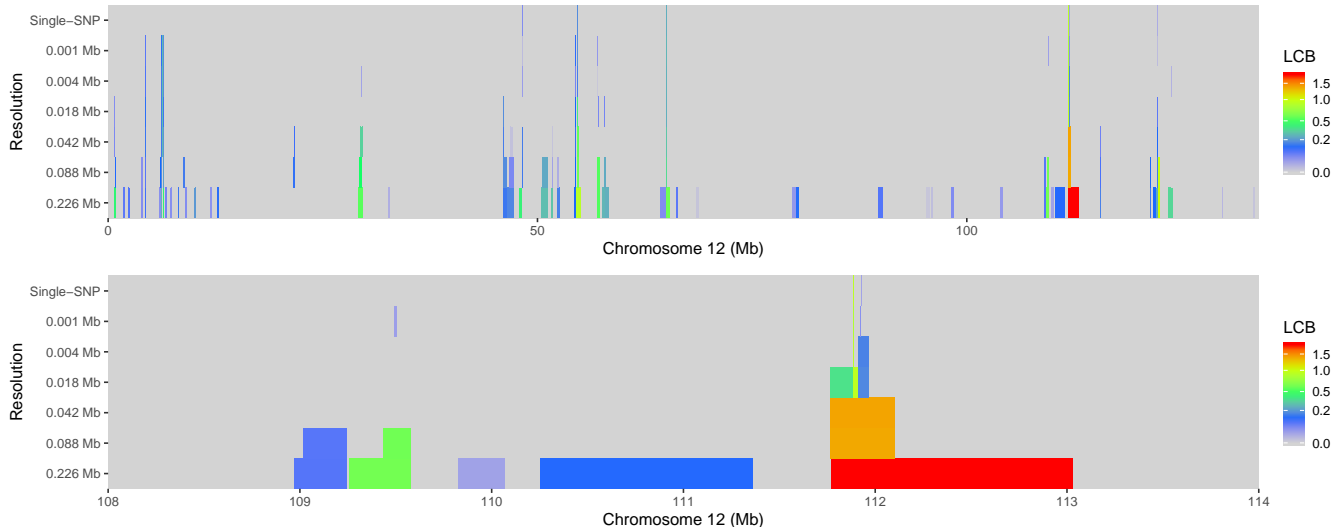 Single−SNP
0.001 Mb
0.004 Mb
0.018 Mb
0.042 Mb
0.088 Mb
0.226 Mb
Resolution
0
50
100
Chromosome 12 (Mb)
LCB
1.5
1.0
0.5
0.2
0.0
Single−SNP
0.001 Mb
0.004 Mb
0.018 Mb
0.042 Mb
0.088 Mb
0.226 Mb
Resolution
108
109
110
111
112
113
114
Chromosome 12 (Mb)
LCB
1.5
1.0
0.5
0.2
0.0